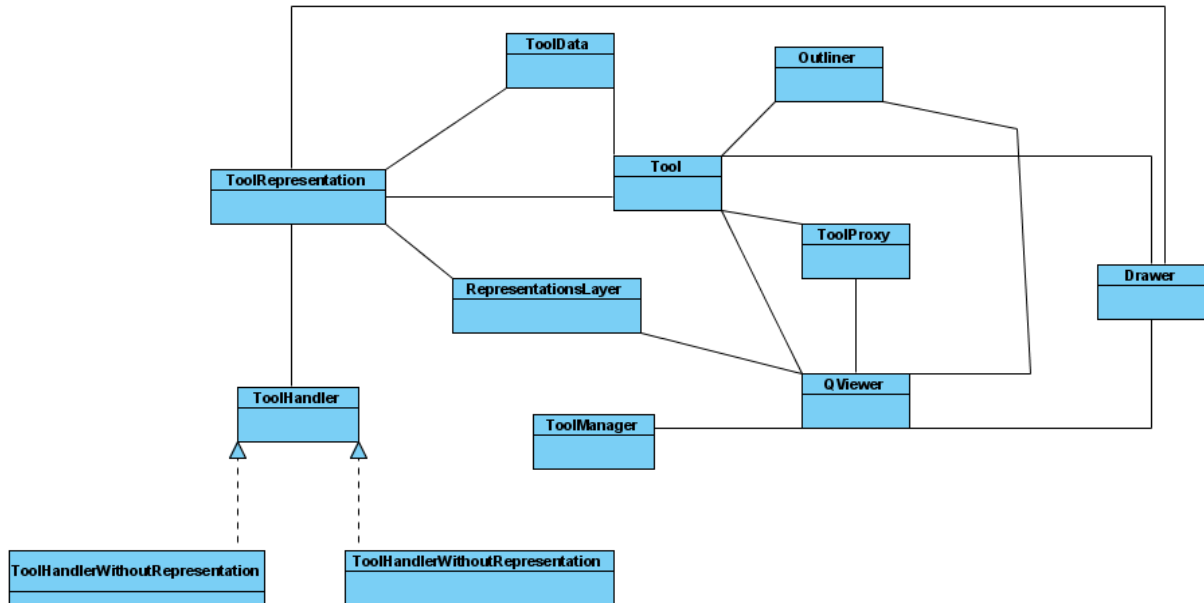 ToolData
Outliner
Tool
ToolRepresentation
ToolProxy
Drawer
RepresentationsLayer
QViewer
ToolHandler
ToolManager
ToolHandlerWithoutRepresentation
ToolHandlerWithoutRepresentation